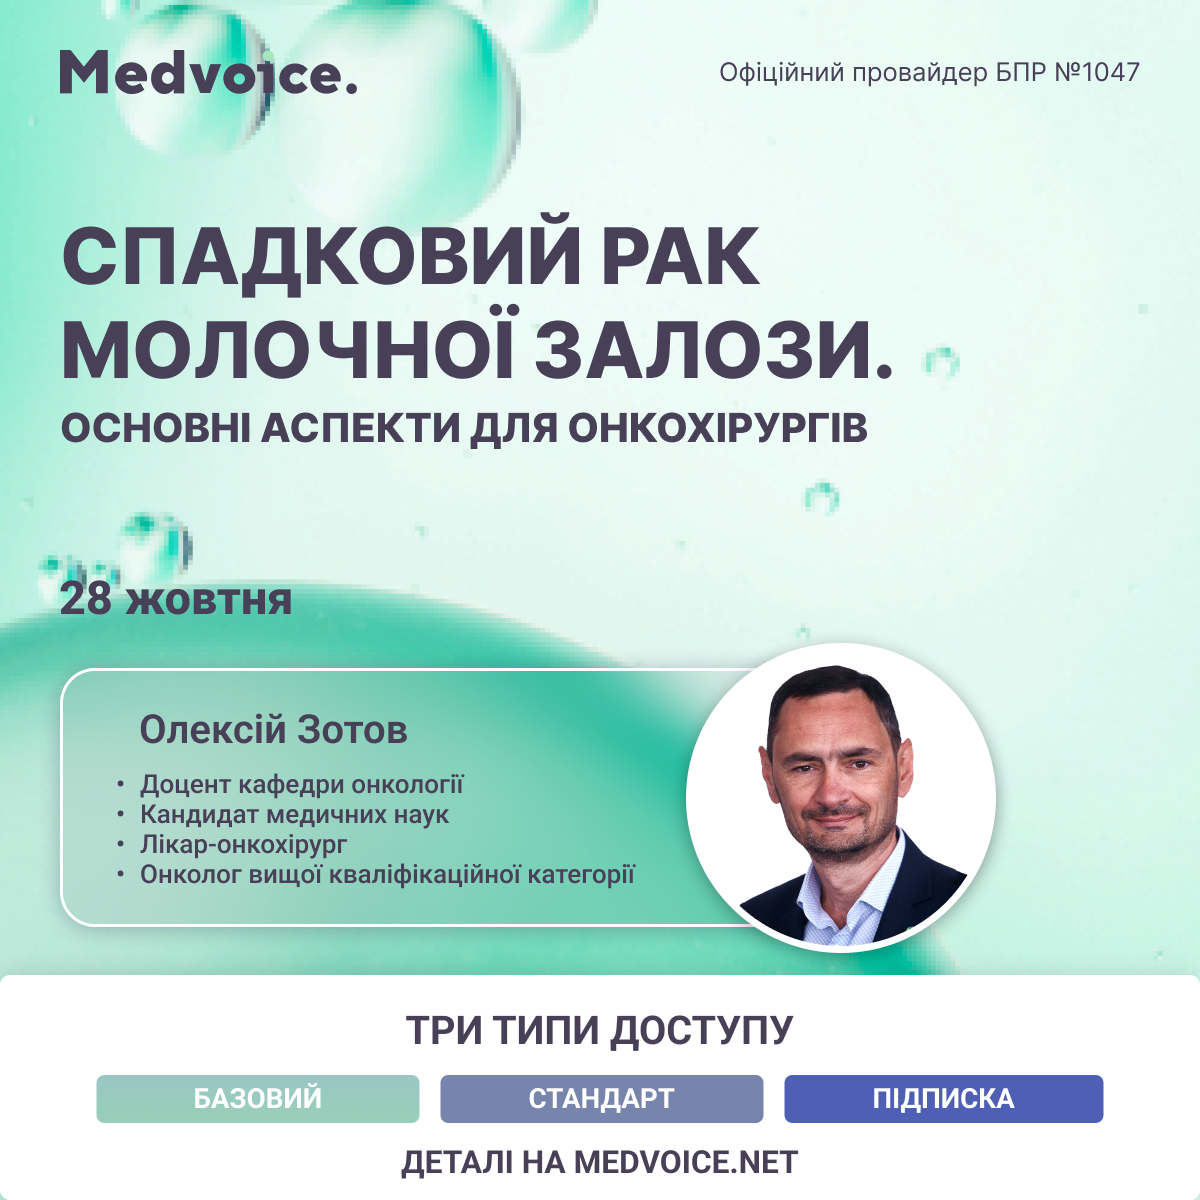 Medvoice.
Офіційний провайдер БПР №1047
СПАДКОВИЙ РАК
МОЛОЧНОЇ ЗАЛОЗИ.
ОСНОВНІ АСПЕКТИ ДЛЯ ОНКОХІРУРГІВ
28 жовтня
Олексій Зотов
• Доцент кафедри онкології
• Кандидат медичних наук
• Лікар-онкохірург
• Онколог вищої кваліфікаційної категорії
ТРИ ТИПИ ДОСТУПУ
БАЗОВИЙ
СТАНДАРТ
ПІДПИСКА
ДЕТАЛІ НА MEDVOICE.NET